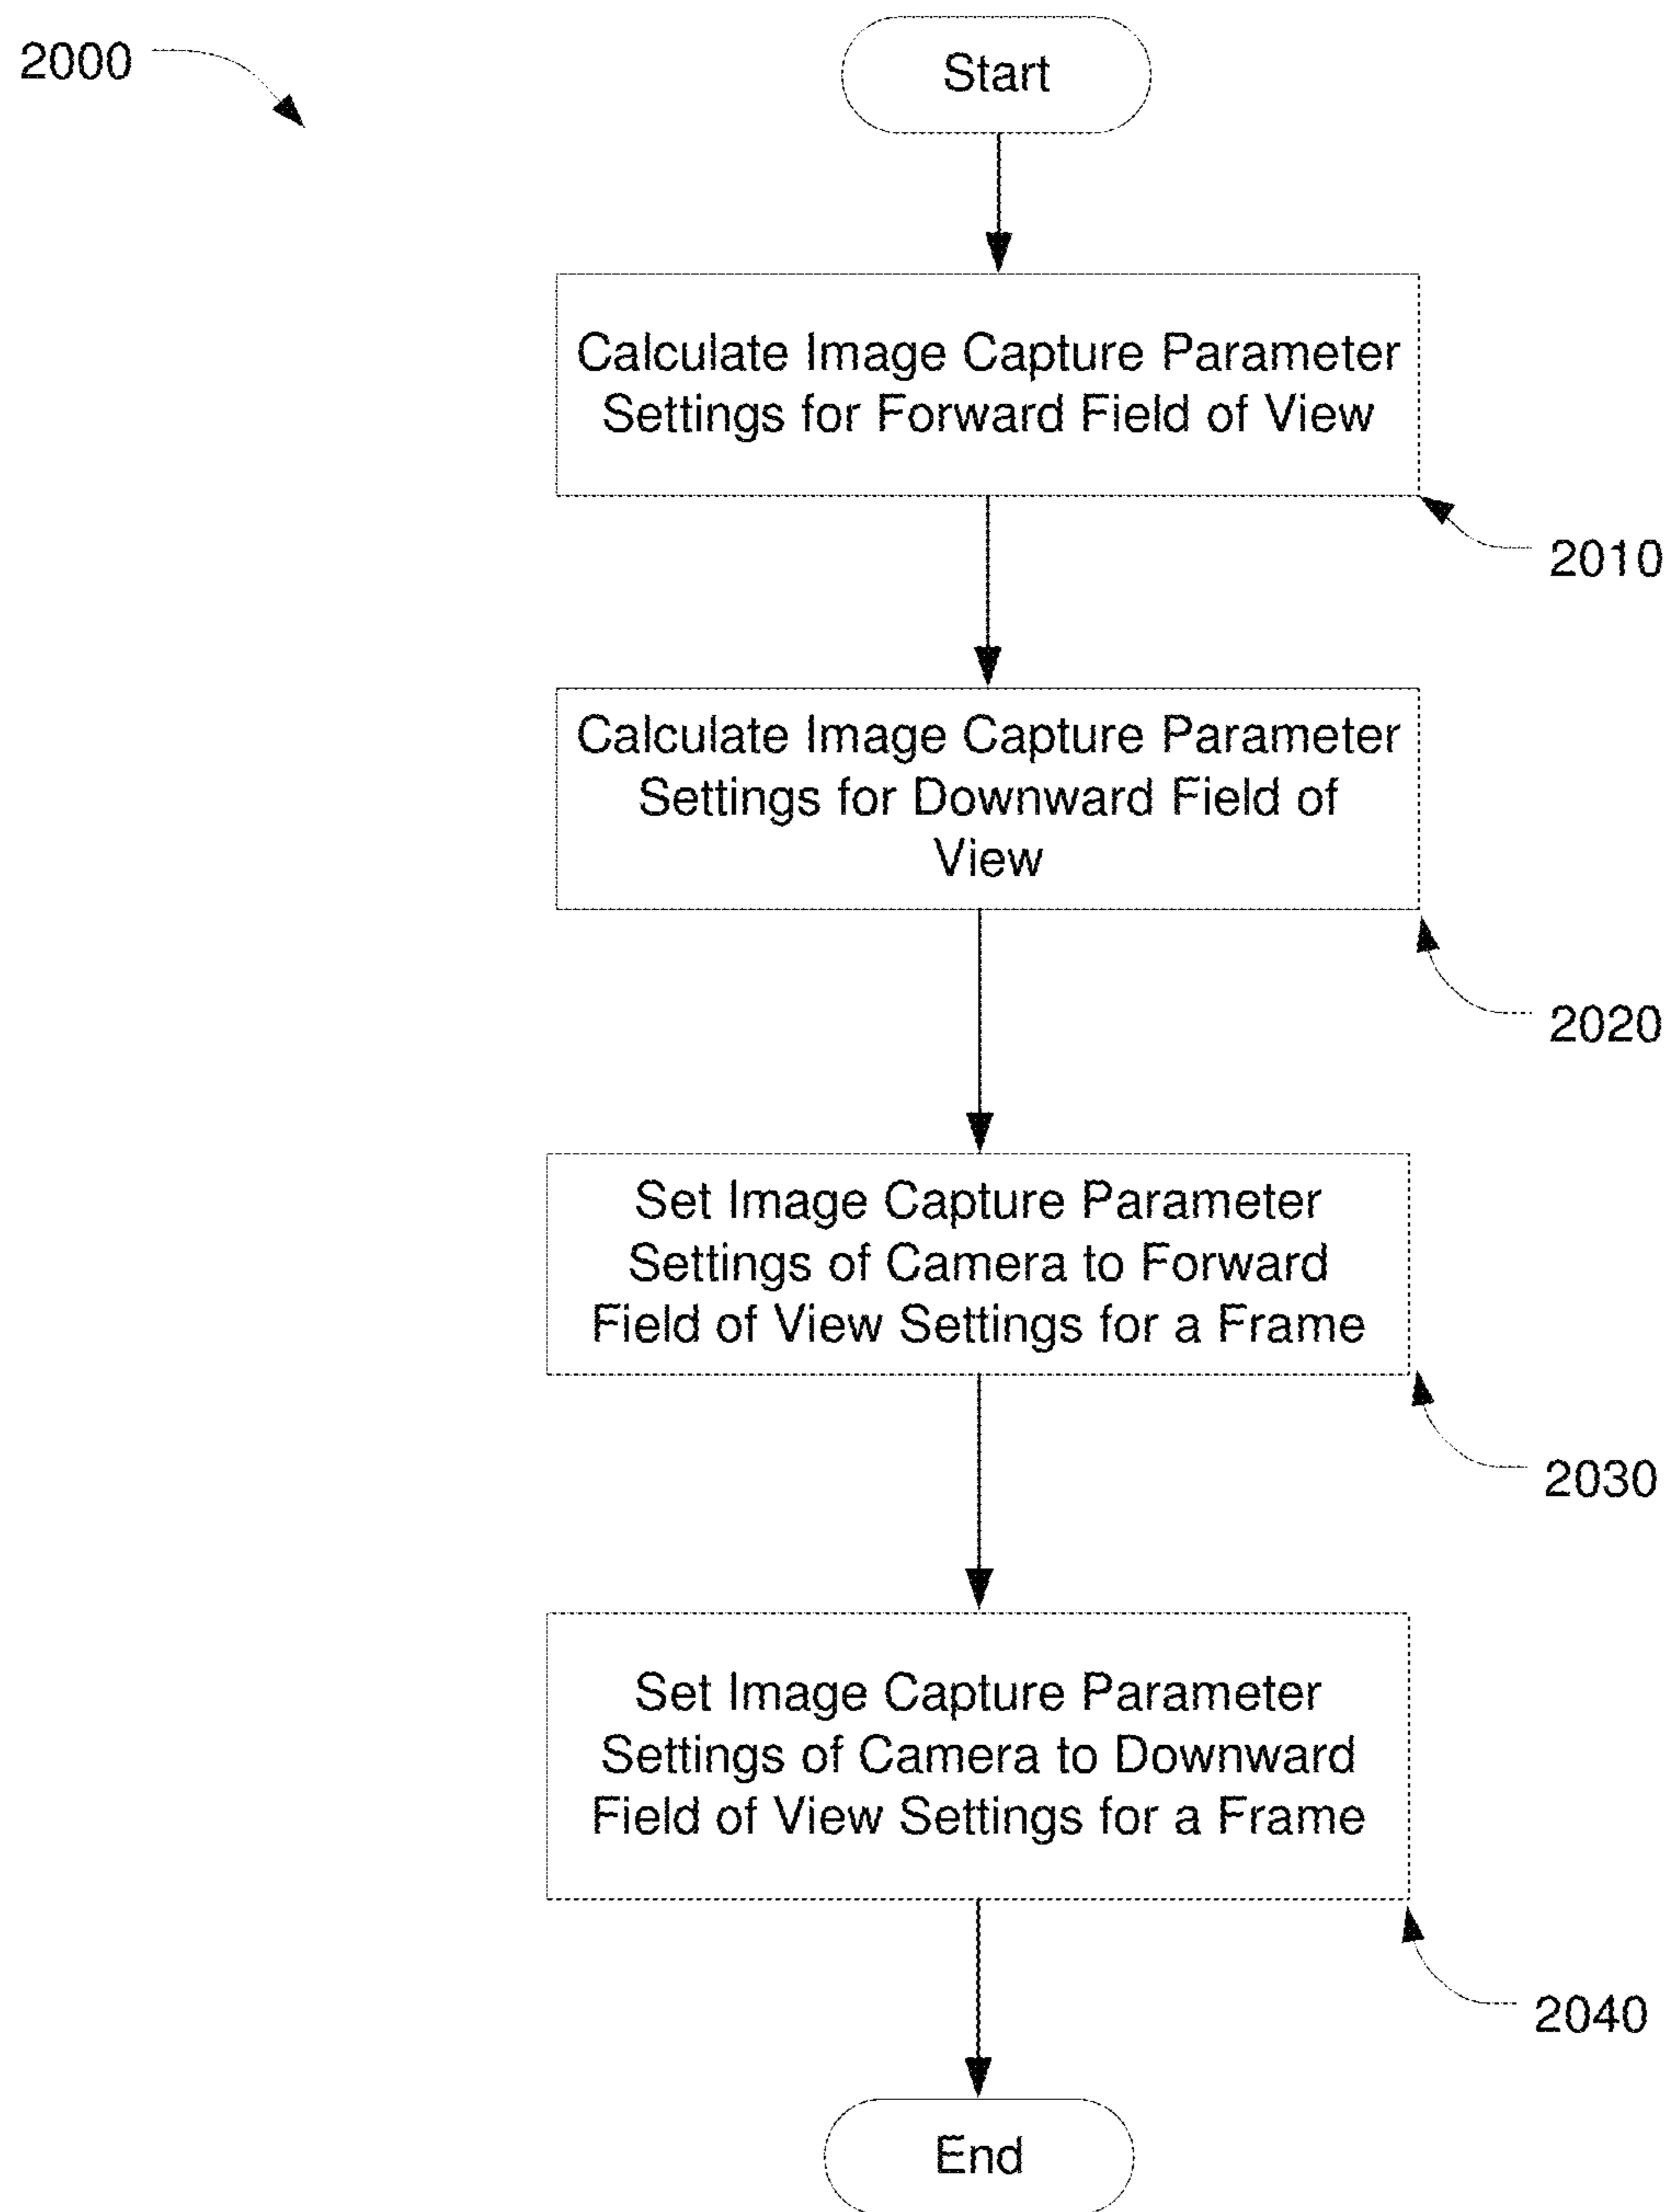 2000
Start
Calculate Image Capture Parameter
Settings for Forward Field of View
2010
Calculate Image Capture Parameter
Settings for Downward Field of
View
2020
Set Image Capture Parameter
Settings of Camera to Forward
Field of View Settings for a Frame
2030
Set Image Capture Parameter
Settings of Camera to Downward
Field of View Settings for a Frame
2040
End